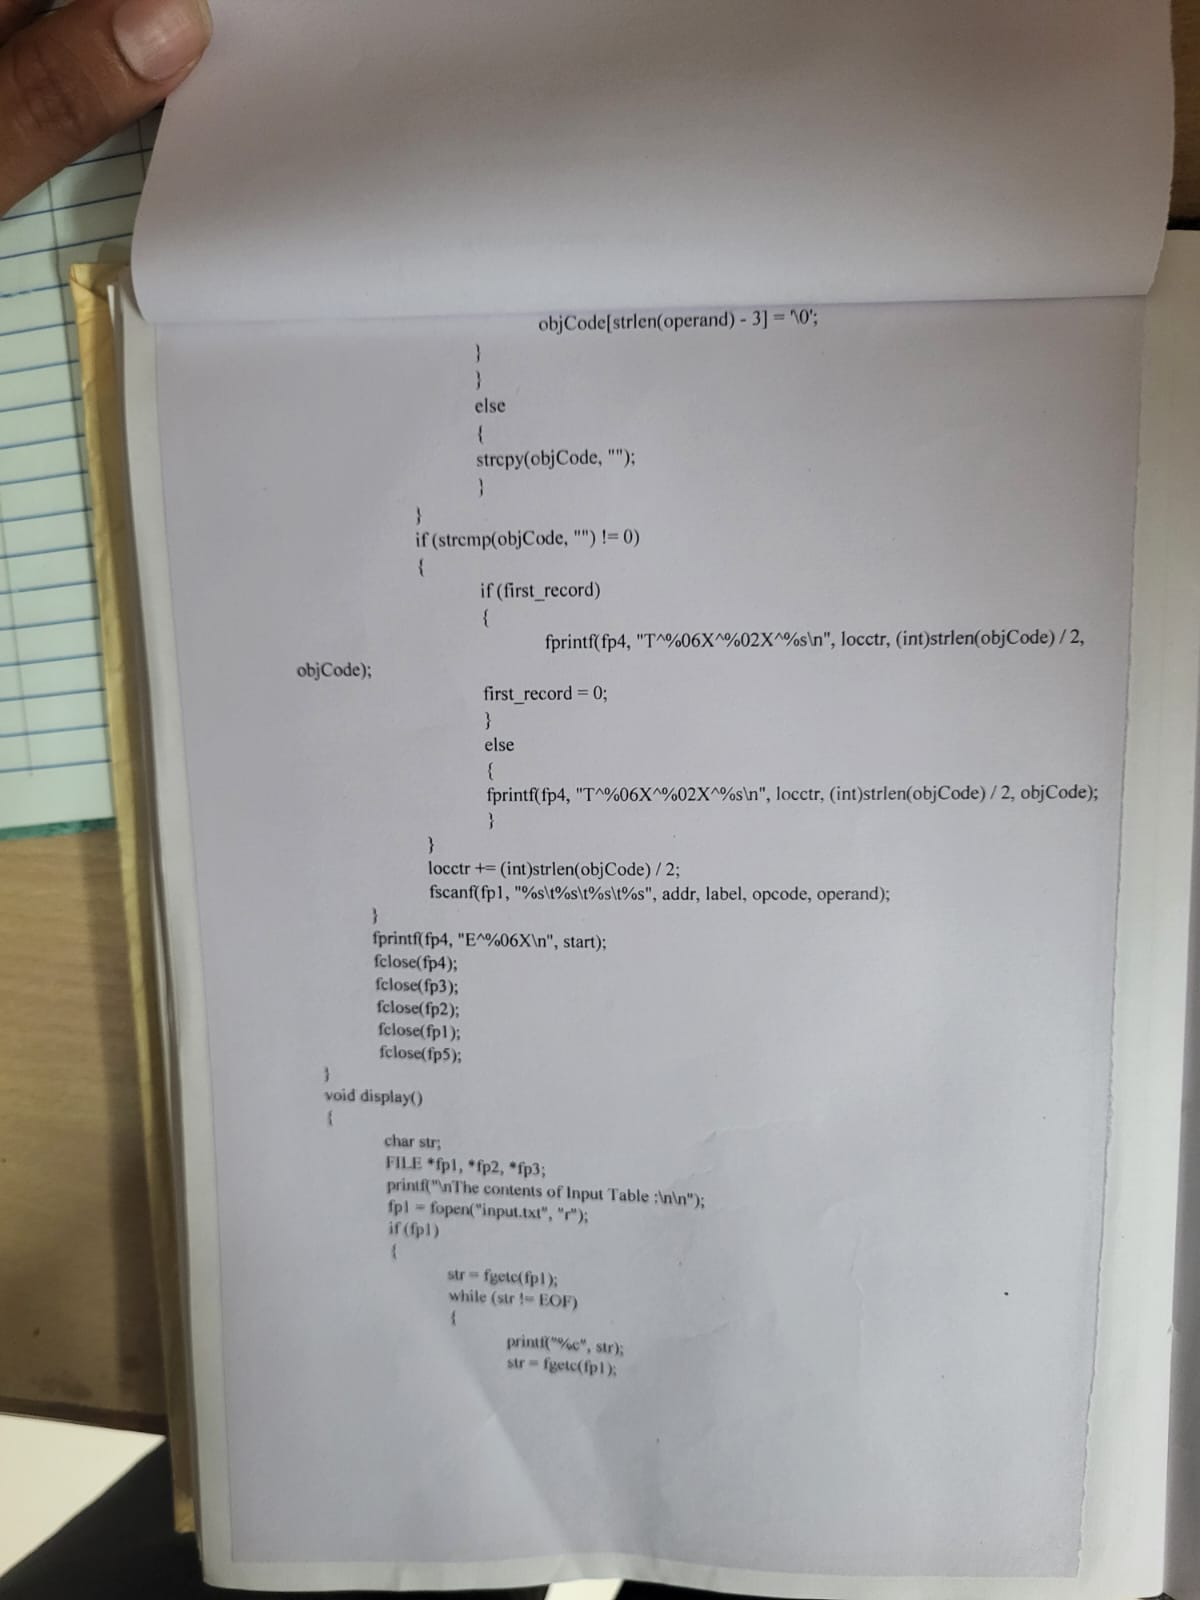 objCode[strlen(operand) - 3] = '\0';
}
}
else
{
strcpy(objCode, "");
}
}
if (strcmp(objCode, "") != 0)
{
if (first_record)
{
fprintf(fp4, "T^%06X^%02X^%s\n", locctr, (int)strlen(objCode) / 2,
objCode);
first_record = 0;
}
else
{
fprintf(fp4, "T^%06X^%02X^%s\n", locctr, (int)strlen(objCode) / 2, objCode);
}
}
locctr += (int)strlen(objCode) / 2;
fscanf(fp1, "%s\t%s\t%s\t%s", addr, label, opcode, operand);
}
fprintf(fp4, "E^%06X\n", start);
fclose(fp4);
fclose(fp3);
fclose(fp2);
fclose(fp1);
fclose(fp5);
}
void display()
{
char str;
FILE *fp1, *fp2, *fp3;
printf("\nThe contents of Input Table :\n\n");
fp1 = fopen("input.txt", "r");
if (fp1)
{
str = fgetc(fp1);
while (str != EOF)
{
printf("%c", str);
str = fgetc(fp1);